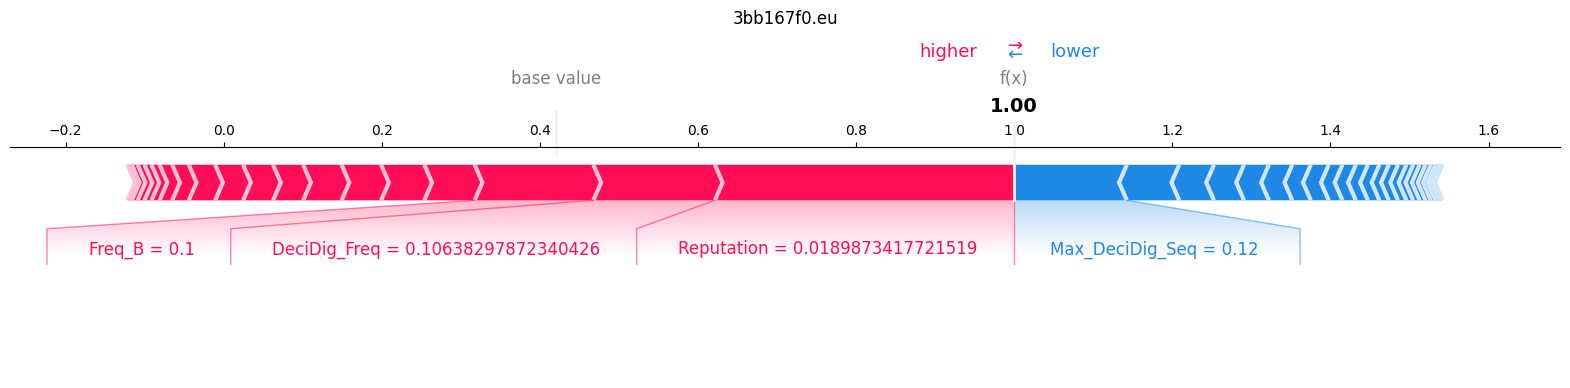 3bb167f0.eu
higher ⇄ lower
base value f(x)
1.00
−0.2 0.0 0.2 0.4 0.6 0.8 1.0 1.2 1.4 1.6
Freq_B = 0.1 DeciDig_Freq = 0.10638297872340426 Reputation = 0.0189873417721519 Max_DeciDig_Seq = 0.12